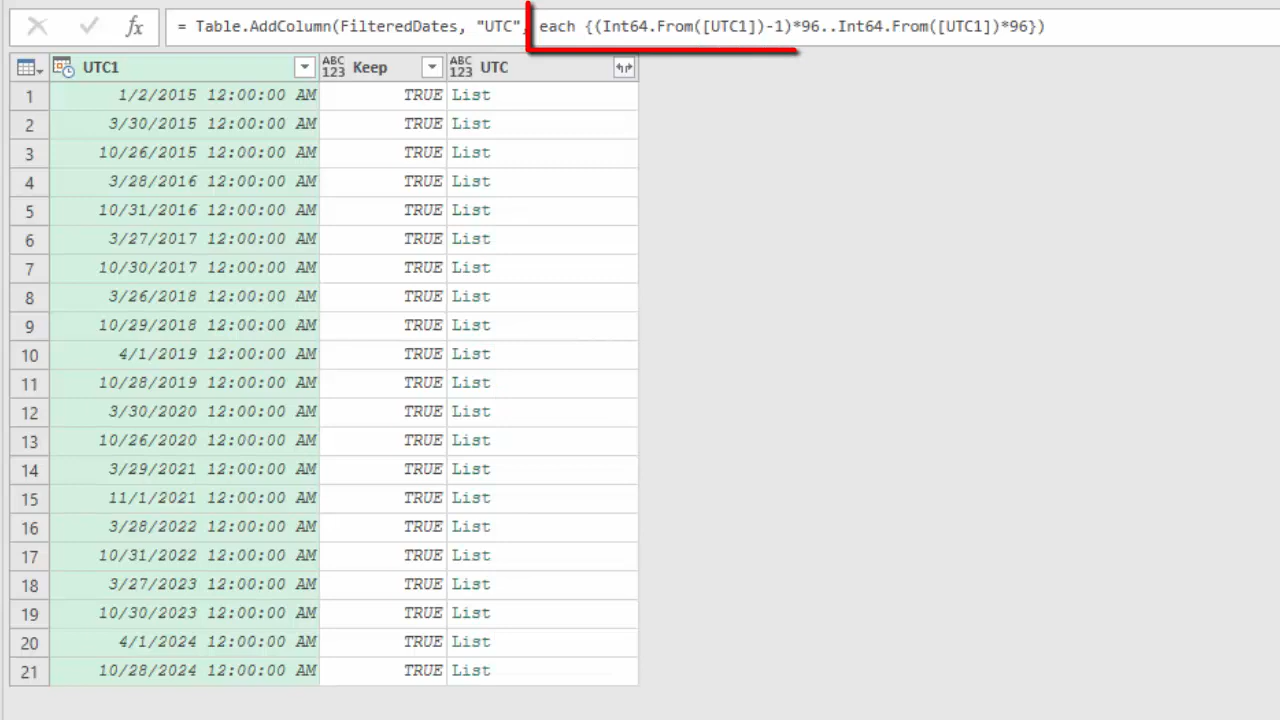 fx = Table.AddColumn(FilteredDates, "UTC", each {(Int64.From([UTC1])-1)*96..Int64.From([UTC1])*96})
UTC1 ABC 123 Keep ABC 123 UTC
1 1/2/2015 12:00:00 AM TRUE List
2 3/30/2015 12:00:00 AM TRUE List
3 10/26/2015 12:00:00 AM TRUE List
4 3/28/2016 12:00:00 AM TRUE List
5 10/31/2016 12:00:00 AM TRUE List
6 3/27/2017 12:00:00 AM TRUE List
7 10/30/2017 12:00:00 AM TRUE List
8 3/26/2018 12:00:00 AM TRUE List
9 10/29/2018 12:00:00 AM TRUE List
10 4/1/2019 12:00:00 AM TRUE List
11 10/28/2019 12:00:00 AM TRUE List
12 3/30/2020 12:00:00 AM TRUE List
13 10/26/2020 12:00:00 AM TRUE List
14 3/29/2021 12:00:00 AM TRUE List
15 11/1/2021 12:00:00 AM TRUE List
16 3/28/2022 12:00:00 AM TRUE List
17 10/31/2022 12:00:00 AM TRUE List
18 3/27/2023 12:00:00 AM TRUE List
19 10/30/2023 12:00:00 AM TRUE List
20 4/1/2024 12:00:00 AM TRUE List
21 10/28/2024 12:00:00 AM TRUE List